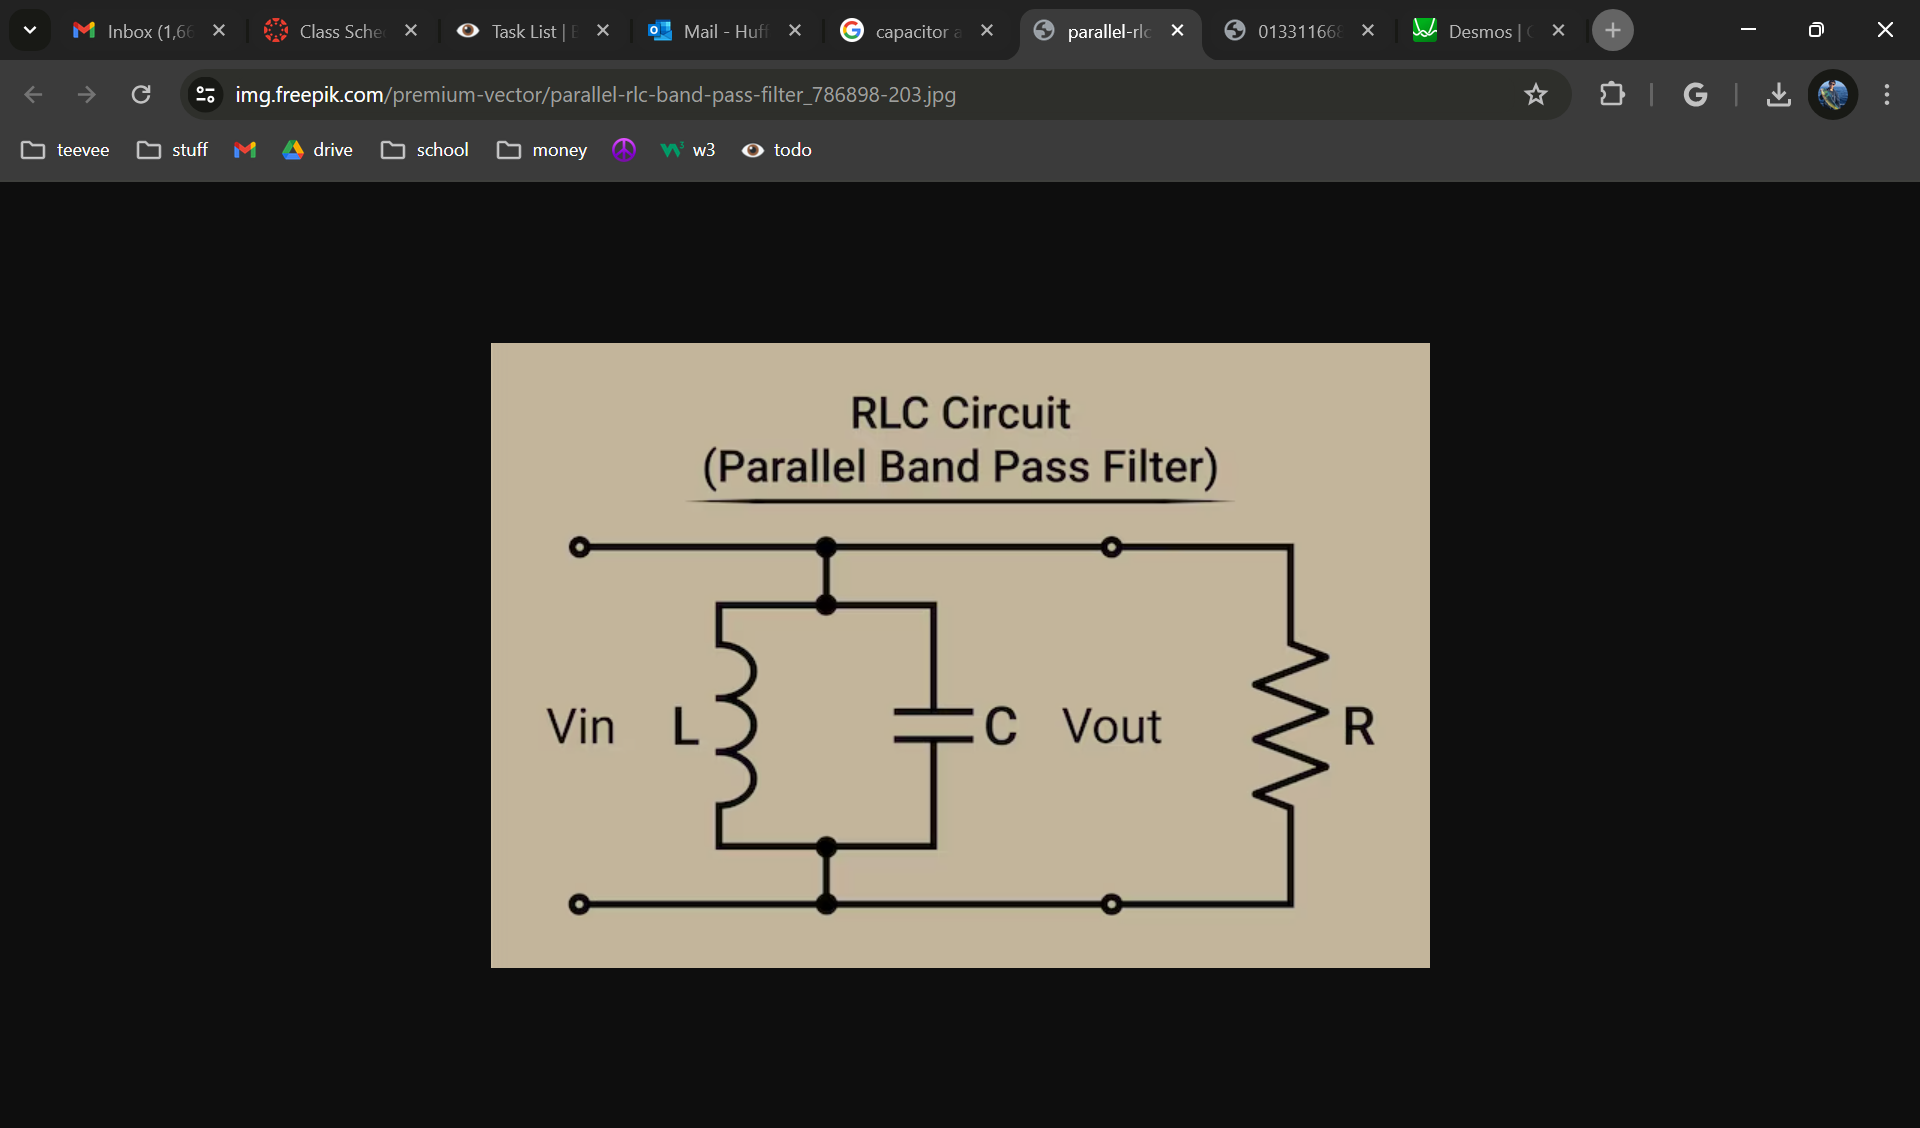 Inbox (1,66
Class Sche
Task List |
Mail - Huff
capacitor a
parallel-rlc
013311668
Desmos |
img.freepik.com/premium-vector/parallel-rlc-band-pass-filter_786898-203.jpg
teevee
stuff
drive
school
money
w3
todo
RLC Circuit
(Parallel Band Pass Filter)
Vin L C Vout R